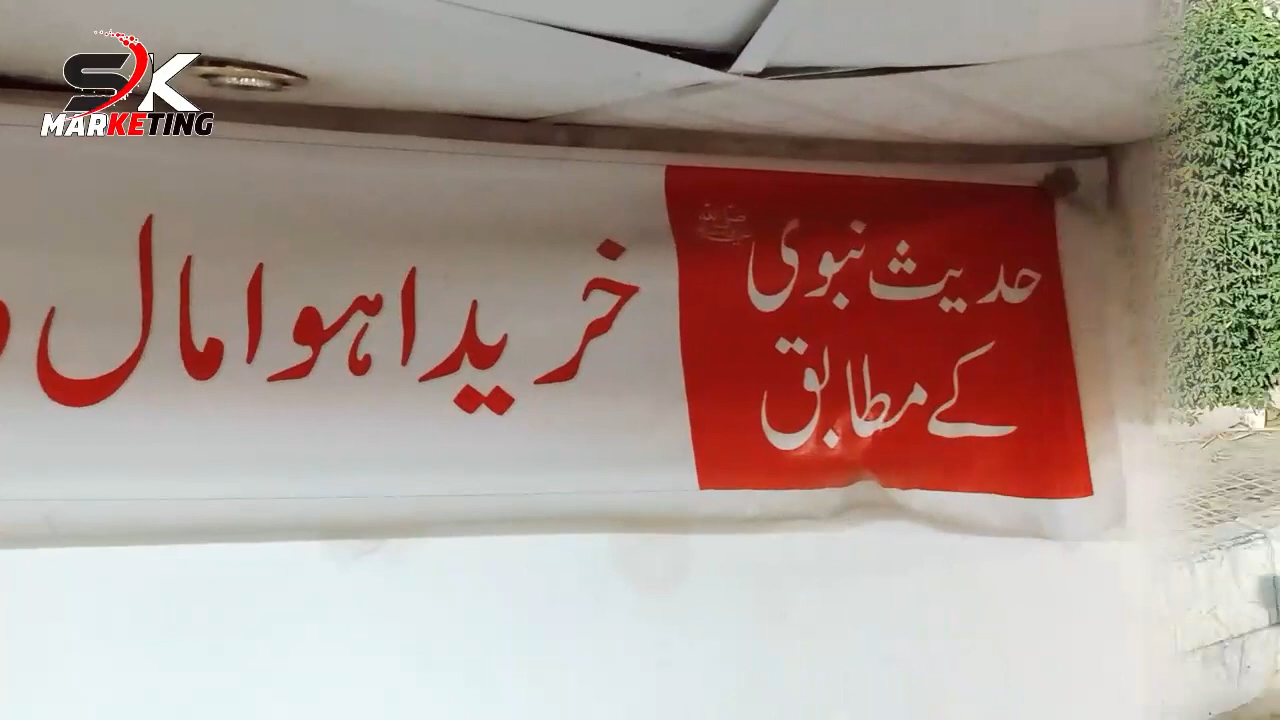 SK
MARKETING
حدیث نبوی ﷺ
کے مطابق
خریدا ہوا مال